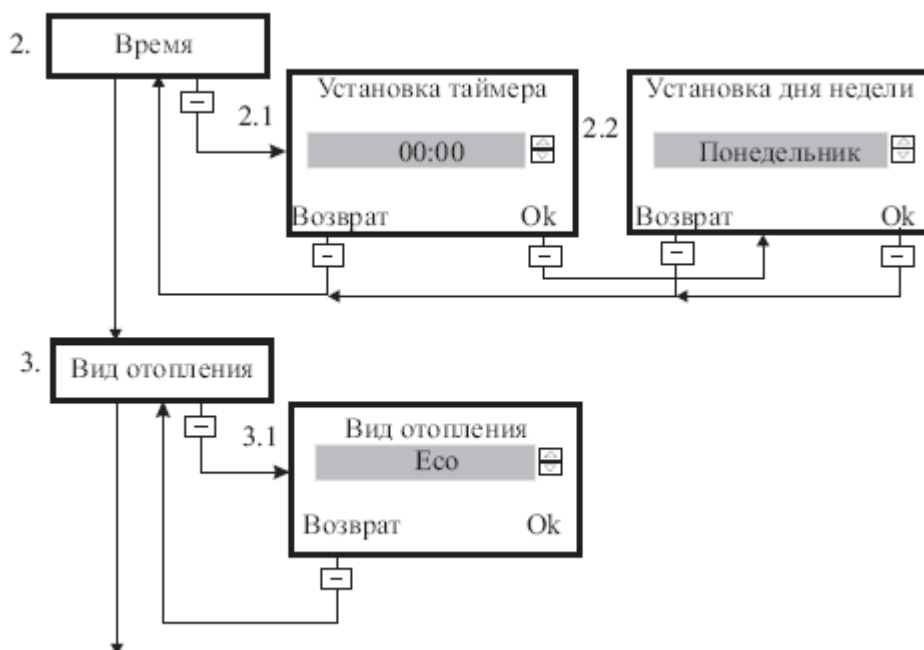 2.
Время
2.1
Установка таймера
00:00
Возврат Ok
2.2
Установка дня недели
Понедельник
Возврат Ok
3.
Вид отопления
3.1
Вид отопления
Eco
Возврат Ok